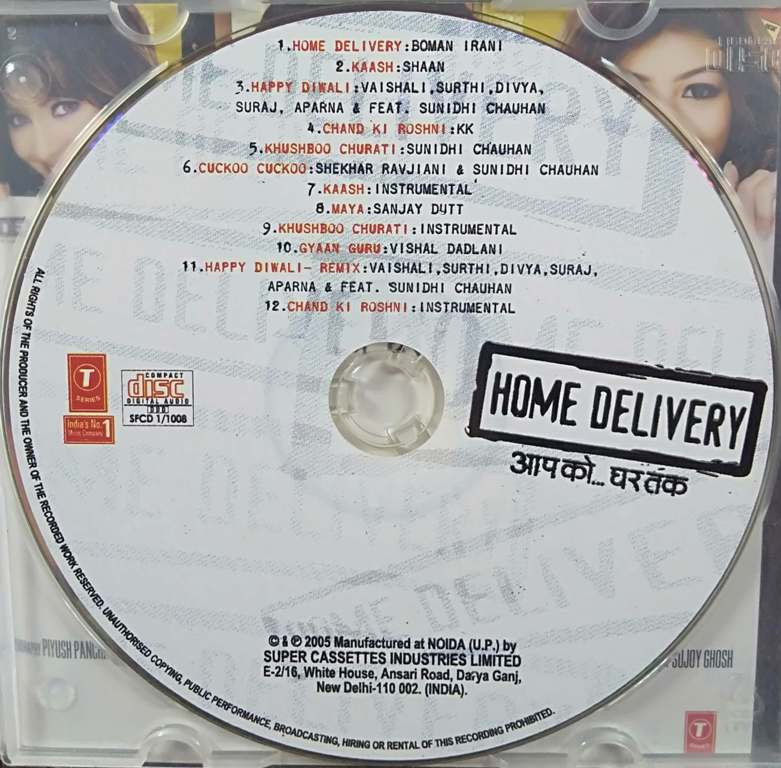 1.HOME DELIVERY:BOMAN IRANI
2.KAASH:SHAAN
3.HAPPY DIWALI:VAISHALI,SURTHI,DIVYA,
SURAJ, APARNA & FEAT. SUNIDHI CHAUHAN
4.CHAND KI ROSHNI:KK
5.KHUSHBOO CHURATI:SUNIDHI CHAUHAN
6.CUCKOO CUCKOO:SHEKHAR RAVJIANI & SUNIDHI CHAUHAN
7.KAASH:INSTRUMENTAL
8.MAYA:SANJAY DUTT
9.KHUSHBOO CHURATI:INSTRUMENTAL
10.GYAAN GURU:VISHAL DADLANI
11.HAPPY DIWALI- REMIX:VAISHALI,SURTHI,DIVYA,SURAJ,
APARNA & FEAT. SUNIDHI CHAUHAN
12.CHAND KI ROSHNI:INSTRUMENTAL
T
SERIES
India's No.1
Music Company
COMPACT
disc
DIGITAL AUDIO
DDD
SFCD 1/1008
HOME DELIVERY
आपको... घर तक
© & ℗ 2005 Manufactured at NOIDA (U.P.) by
SUPER CASSETTES INDUSTRIES LIMITED
E-2/16, White House, Ansari Road, Darya Ganj,
New Delhi-110 002. (INDIA).
ALL RIGHTS OF THE PRODUCER AND THE OWNER OF THE RECORDED WORK RESERVED. UNAUTHORISED COPYING, PUBLIC PERFORMANCE, BROADCASTING, HIRING OR RENTAL OF THIS RECORDING PROHIBITED.
PIYUSH
SUJOY GHOSH
T
HOME DELIVERY